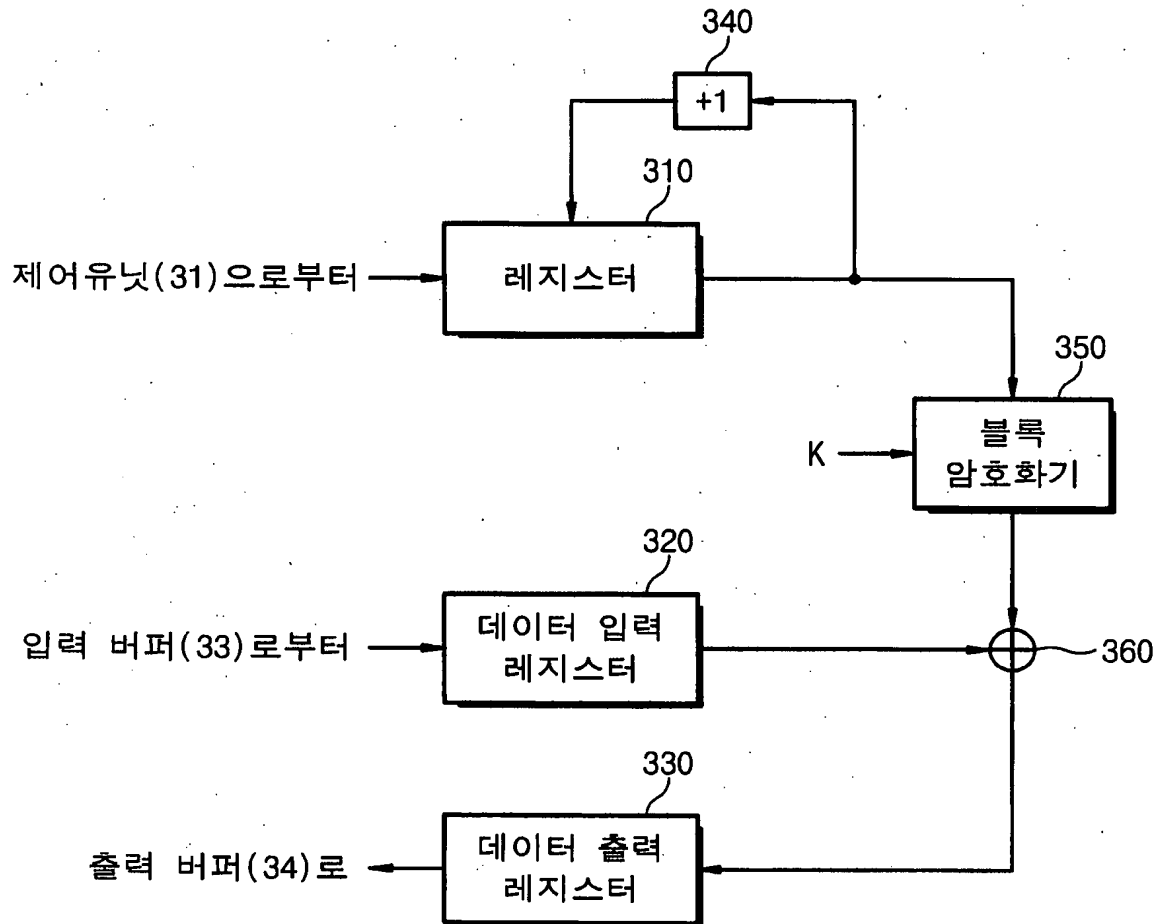 340
+1
310
제어유닛(31)으로부터
레지스터
350
K
블록
암호화기
320
입력 버퍼(33)로부터
데이터 입력
레지스터
360
330
출력 버퍼(34)로
데이터 출력
레지스터